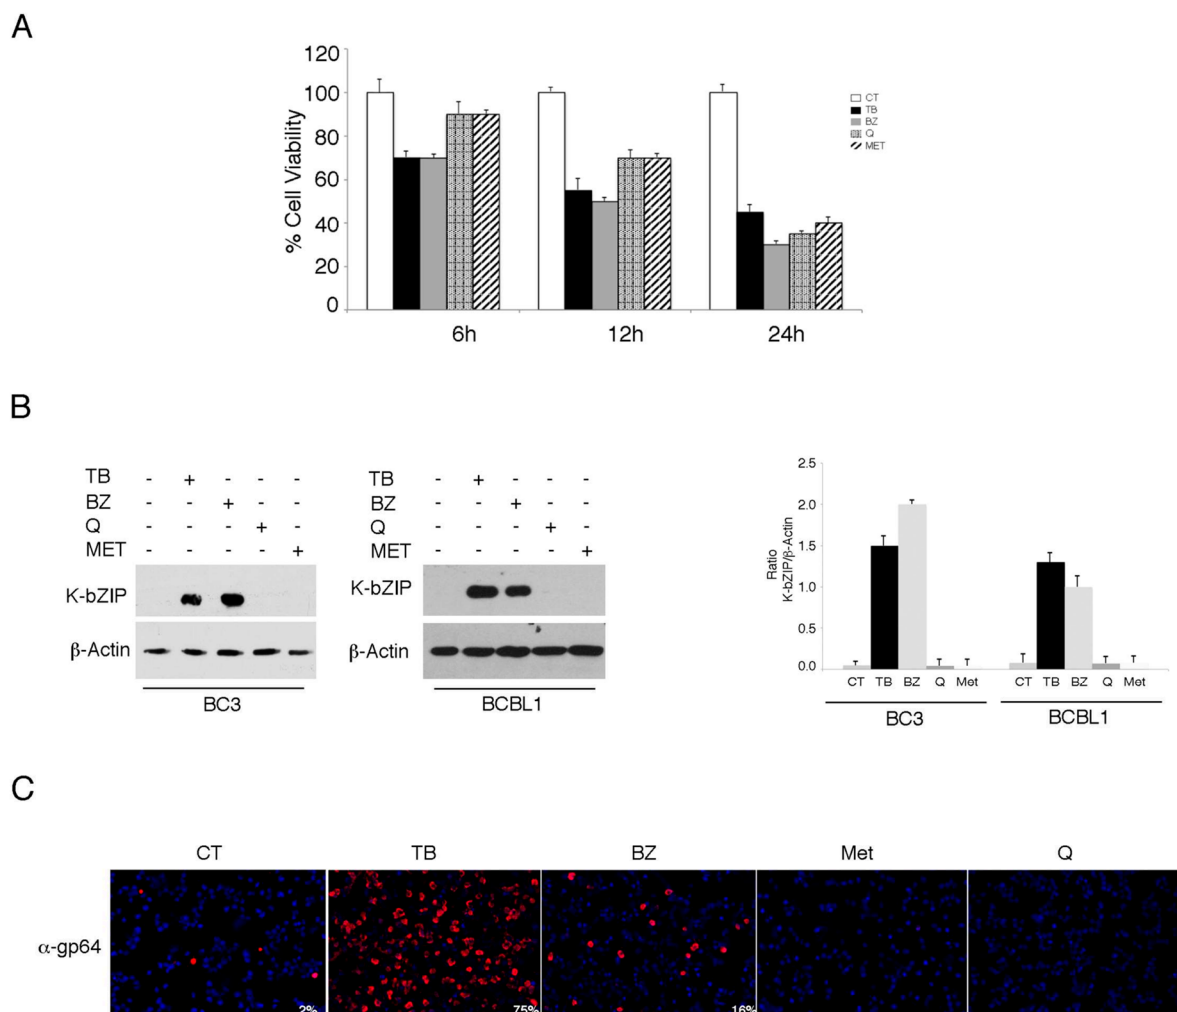 A
120
100
80
60
40
20
0
% Cell Viability
6h 12h 24h
CT
TB
BZ
Q
MET
B
TB - + - - -
BZ - - + - -
Q - - - + -
MET - - - - +
K-bZIP
β-Actin
BC3
TB - + - - -
BZ - - + - -
Q - - - + -
MET - - - - +
K-bZIP
β-Actin
BCBL1
2.5
2.0
1.5
1.0
0.5
0.0
Ratio
K-bZIP/β-Actin
CT TB BZ Q Met CT TB BZ Q Met
BC3 BCBL1
C
CT TB BZ Met Q
α-gp64
2% 75% 16%